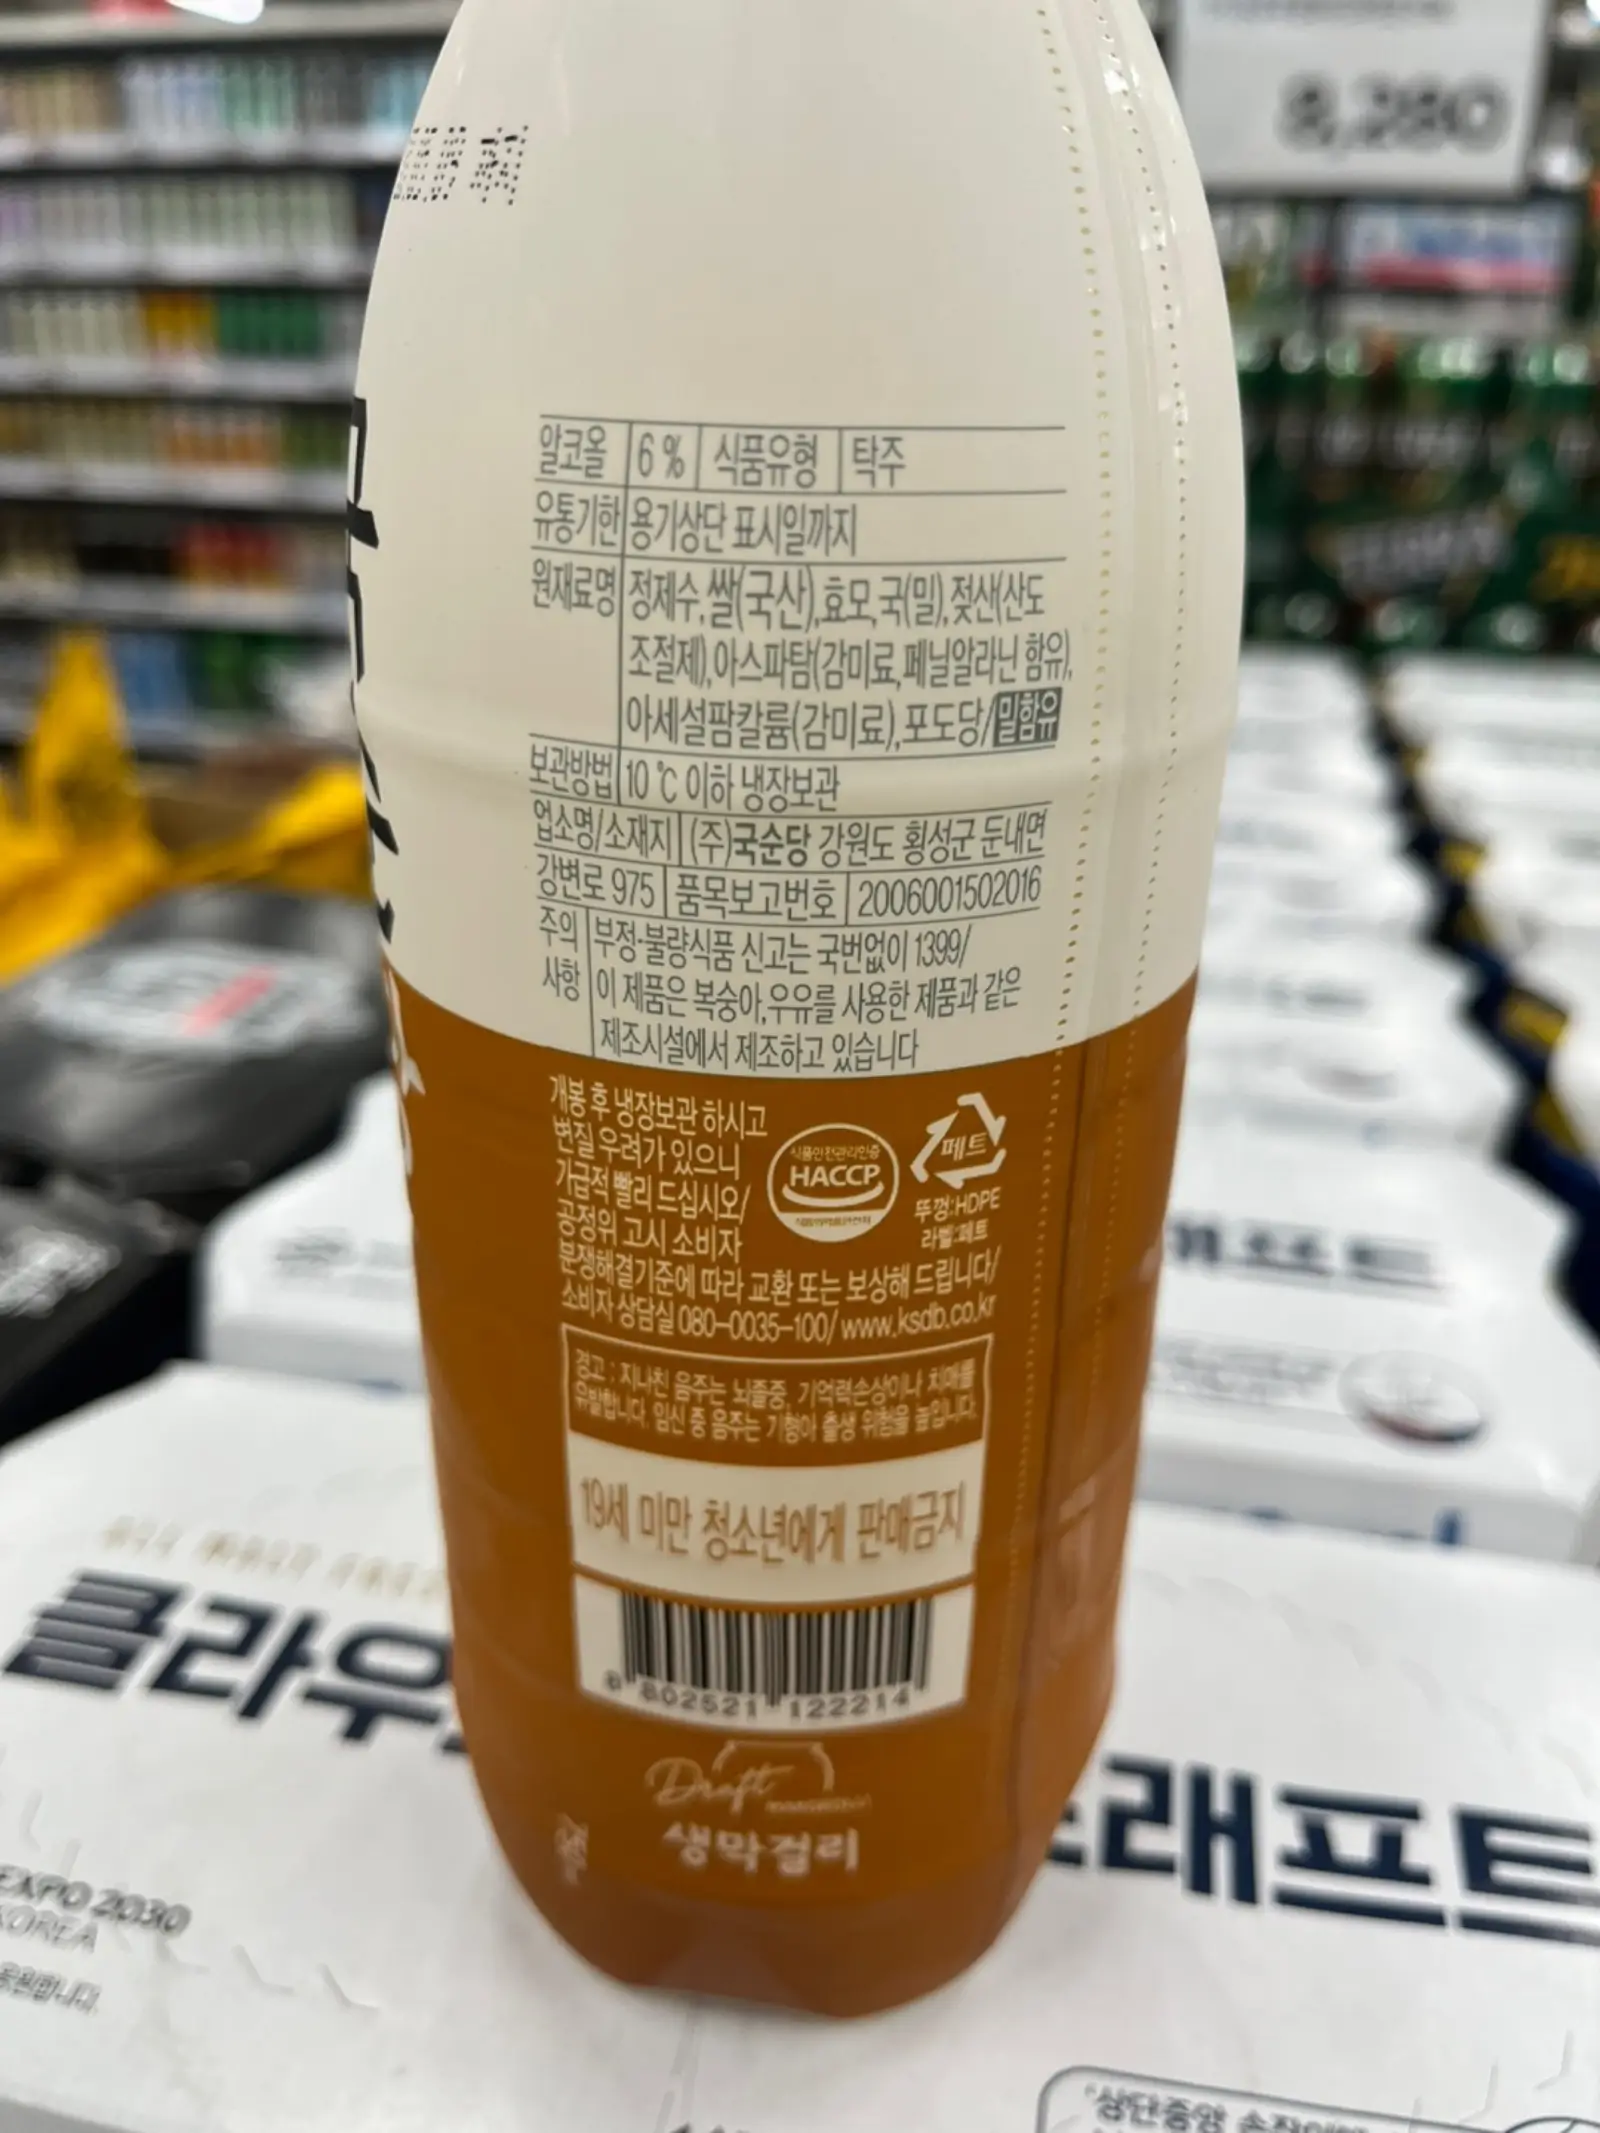 8,280
알코올 6 % 식품유형 탁주
유통기한 용기상단 표시일까지
원재료명 정제수,쌀(국산),효모,국(밀),젖산(산도
조절제),아스파탐(감미료,페닐알라닌 함유),
아세설팜칼륨(감미료),포도당/밀함유
보관방법 10 ℃ 이하 냉장보관
업소명/소재지 (주)국순당 강원도 횡성군 둔내면
강변로 975 품목보고번호 2006001502016
주의 부정·불량식품 신고는 국번없이 1399/
사항 이 제품은 복숭아,우유를 사용한 제품과 같은
제조시설에서 제조하고 있습니다
개봉 후 냉장보관 하시고
변질 우려가 있으니
가급적 빨리 드십시오/
공정위 고시 소비자
분쟁해결기준에 따라 교환 또는 보상해 드립니다/
소비자 상담실 080-0035-100/ www.ksdb.co.kr
식품안전관리인증
HACCP
페트
뚜껑:HDPE
라벨:페트
경고 : 지나친 음주는 뇌졸중, 기억력손상이나 치매를
유발합니다. 임신 중 음주는 기형아 출생 위험을 높입니다.
19세 미만 청소년에게 판매금지
8 802521 122214
Draft
생막걸리
클라우
드래프트
EXPO 2030
KOREA
응원합니다.